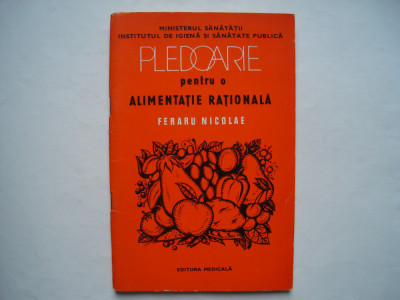 MINISTERUL SĂNĂTĂȚII
INSTITUTUL DE IGIENĂ ȘI SĂNĂTATE PUBLICĂ
PLEDOARIE
pentru o
ALIMENTAȚIE RAȚIONALĂ
FERARU NICOLAE
EDITURA MEDICALĂ